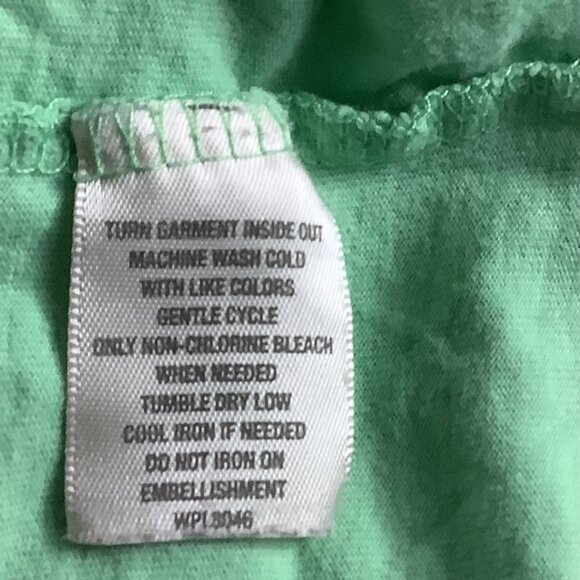 TURN GARMENT INSIDE OUT
MACHINE WASH COLD
WITH LIKE COLORS
GENTLE CYCLE
ONLY NON-CHLORINE BLEACH
WHEN NEEDED
TUMBLE DRY LOW
COOL IRON IF NEEDED
DO NOT IRON ON
EMBELLISHMENT
WPL8046